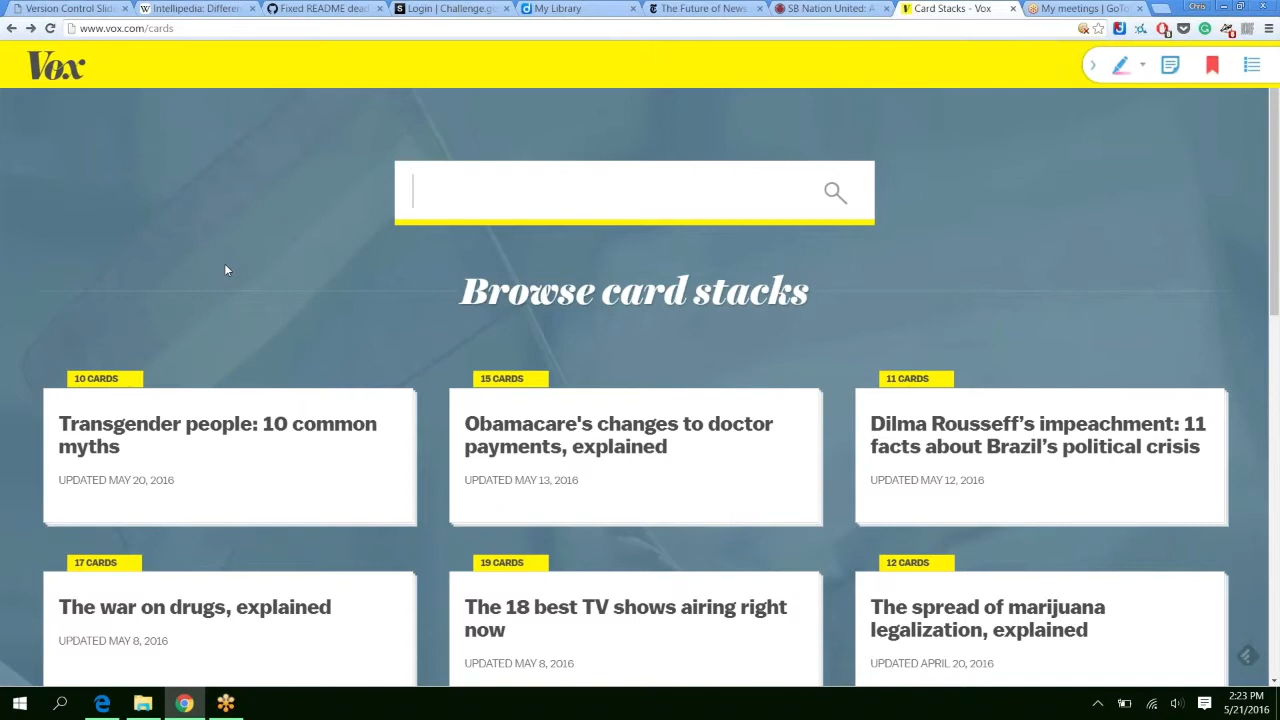 Version Control Slid
Intellipedia: Differen
Fixed README dead
Login | Challenge.go
My Library
The Future of News
SB Nation United: A
Card Stacks - Vox
My meetings | GoTo
Chris
www.vox.com/cards
Vox
Browse card stacks
10 CARDS
Transgender people: 10 common
myths
UPDATED MAY 20, 2016
15 CARDS
Obamacare's changes to doctor
payments, explained
UPDATED MAY 13, 2016
11 CARDS
Dilma Rousseff’s impeachment: 11
facts about Brazil’s political crisis
UPDATED MAY 12, 2016
17 CARDS
The war on drugs, explained
UPDATED MAY 8, 2016
19 CARDS
The 18 best TV shows airing right
now
UPDATED MAY 8, 2016
12 CARDS
The spread of marijuana
legalization, explained
UPDATED APRIL 20, 2016
2:23 PM
5/21/2016